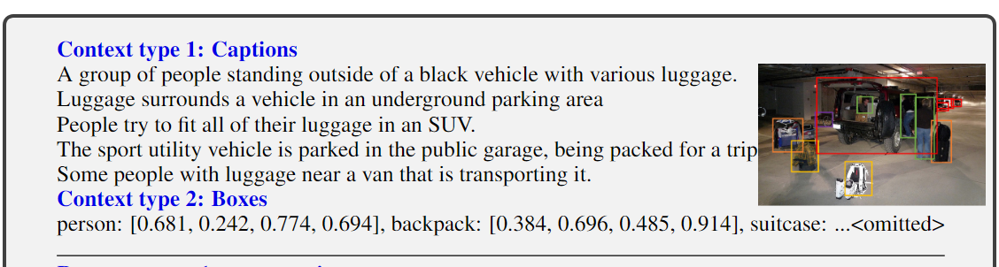 Context type 1: Captions
A group of people standing outside of a black vehicle with various luggage.
Luggage surrounds a vehicle in an underground parking area
People try to fit all of their luggage in an SUV.
The sport utility vehicle is parked in the public garage, being packed for a trip
Some people with luggage near a van that is transporting it.
Context type 2: Boxes
person: [0.681, 0.242, 0.774, 0.694], backpack: [0.384, 0.696, 0.485, 0.914], suitcase: ...<omitted>